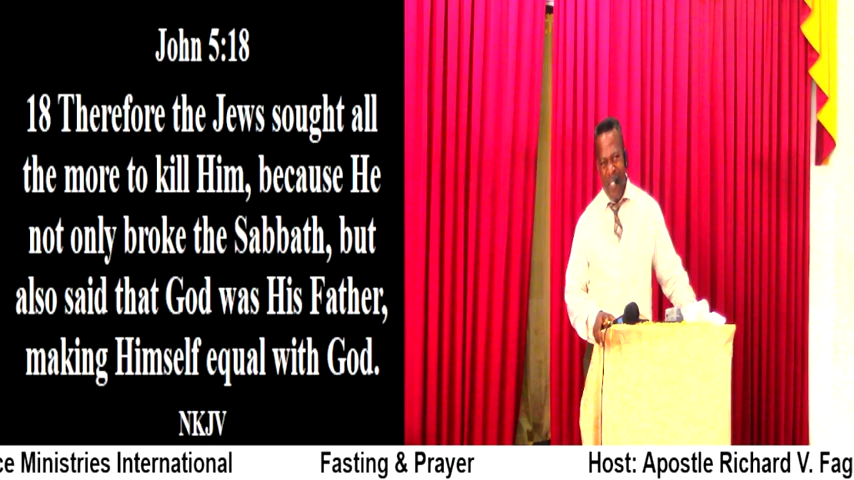 John 5:18
18 Therefore the Jews sought all
the more to kill Him, because He
not only broke the Sabbath, but
also said that God was His Father,
making Himself equal with God.
NKJV
Ministries International Fasting & Prayer Host: Apostle Richard V.